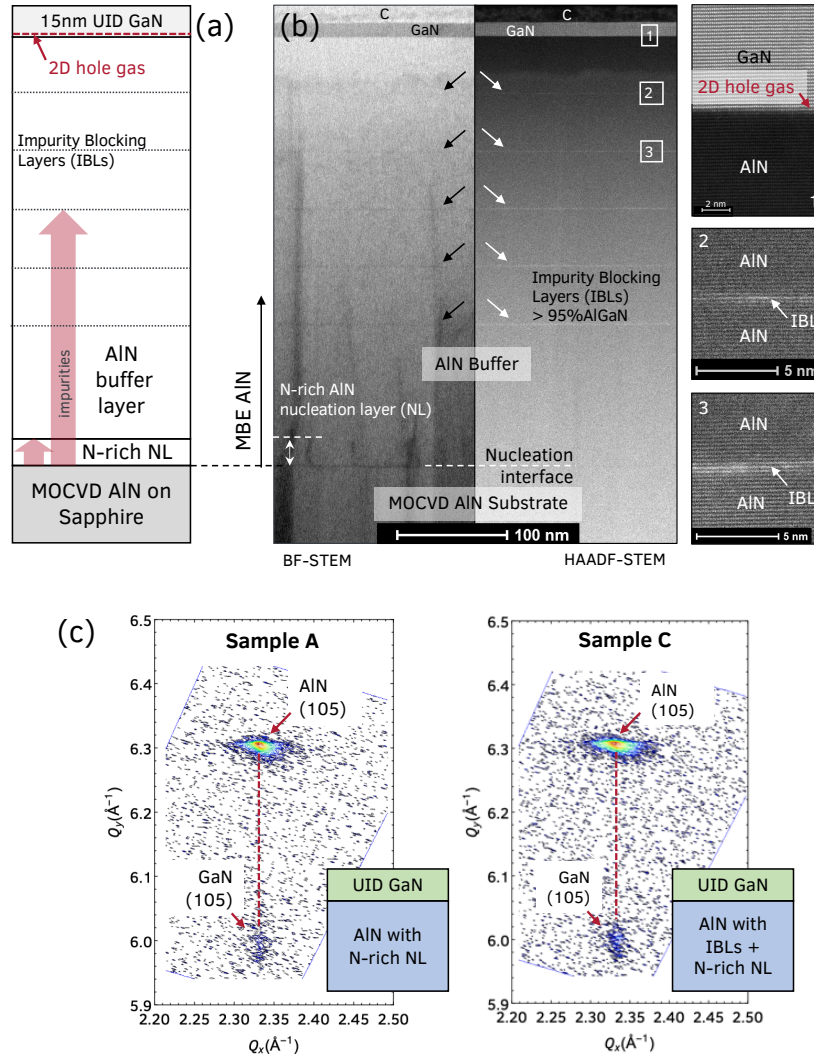 15nm UID GaN
(a)
2D hole gas
Impurity Blocking
Layers (IBLs)
impurities
AlN
buffer
layer
N-rich NL
MOCVD AlN on
Sapphire
MBE AlN
(b)
C
C
GaN
GaN
1
2
3
Impurity Blocking
Layers (IBLs)
> 95%AlGaN
AlN Buffer
N-rich AlN
nucleation layer (NL)
Nucleation
interface
MOCVD AlN Substrate
100 nm
BF-STEM
HAADF-STEM
GaN
2D hole gas
AlN
2 nm
1
2
AlN
IBL
AlN
5 nm
3
AlN
IBL
AlN
5 nm
(c)
Sample A
6.5
6.4
6.3
6.2
6.1
6.0
5.9
Qy(Å⁻¹)
AlN
(105)
GaN
(105)
UID GaN
AlN with
N-rich NL
2.20 2.25 2.30 2.35 2.40 2.45 2.50
Qx(Å⁻¹)
Sample C
6.5
6.4
6.3
6.2
6.1
6.0
5.9
Qy(Å⁻¹)
AlN
(105)
GaN
(105)
UID GaN
AlN with
IBLs +
N-rich NL
2.20 2.25 2.30 2.35 2.40 2.45 2.50
Qx(Å⁻¹)